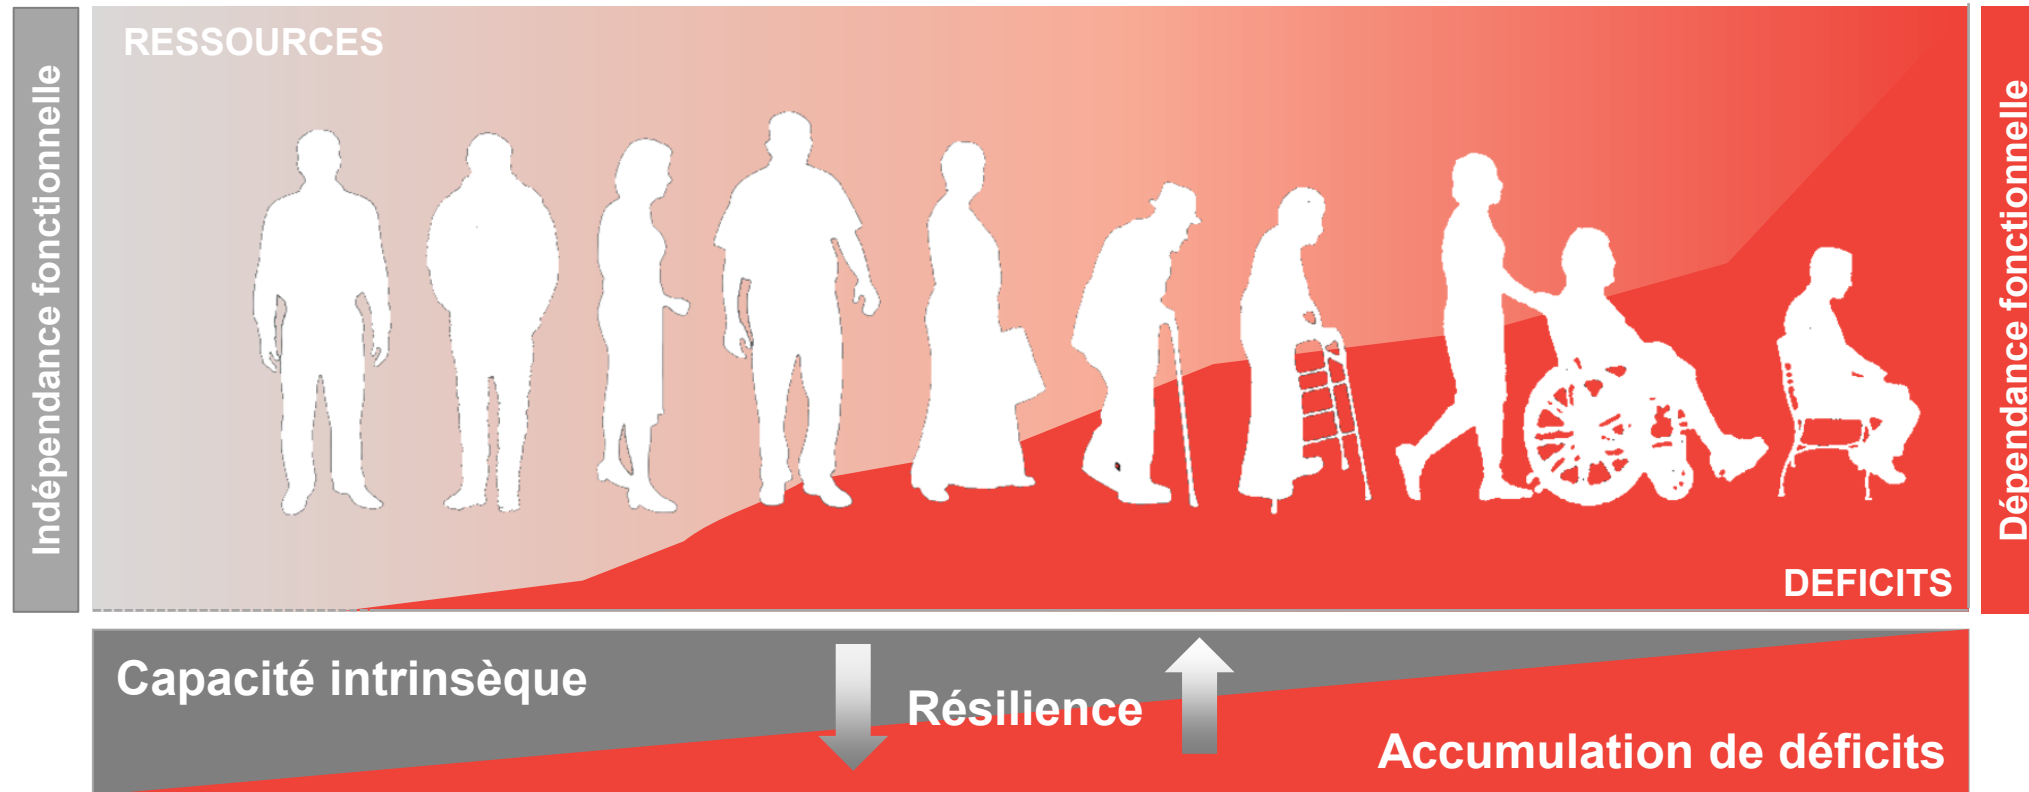 RESSOURCES
Indépendance fonctionnelle
Dépendance fonctionnelle
DEFICITS
Capacité intrinsèque
Résilience
Accumulation de déficits